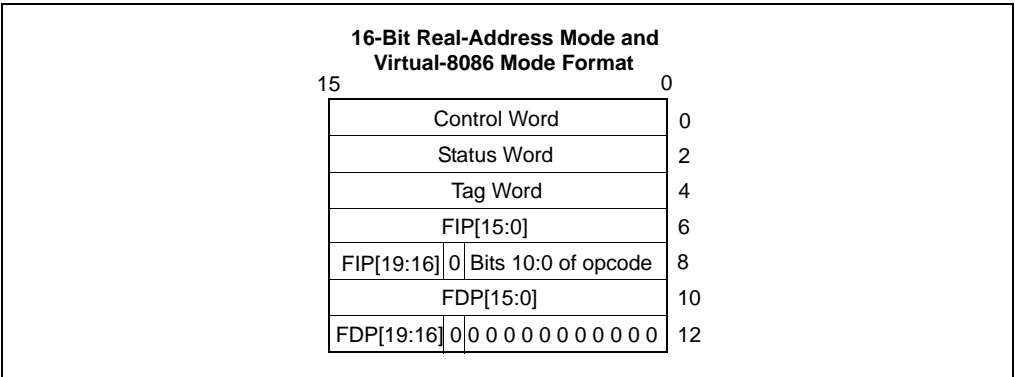 16-Bit Real-Address Mode and
Virtual-8086 Mode Format
15 0
Control Word 0
Status Word 2
Tag Word 4
FIP[15:0] 6
FIP[19:16] 0 Bits 10:0 of opcode 8
FDP[15:0] 10
FDP[19:16] 0 0 0 0 0 0 0 0 0 0 0 0 12